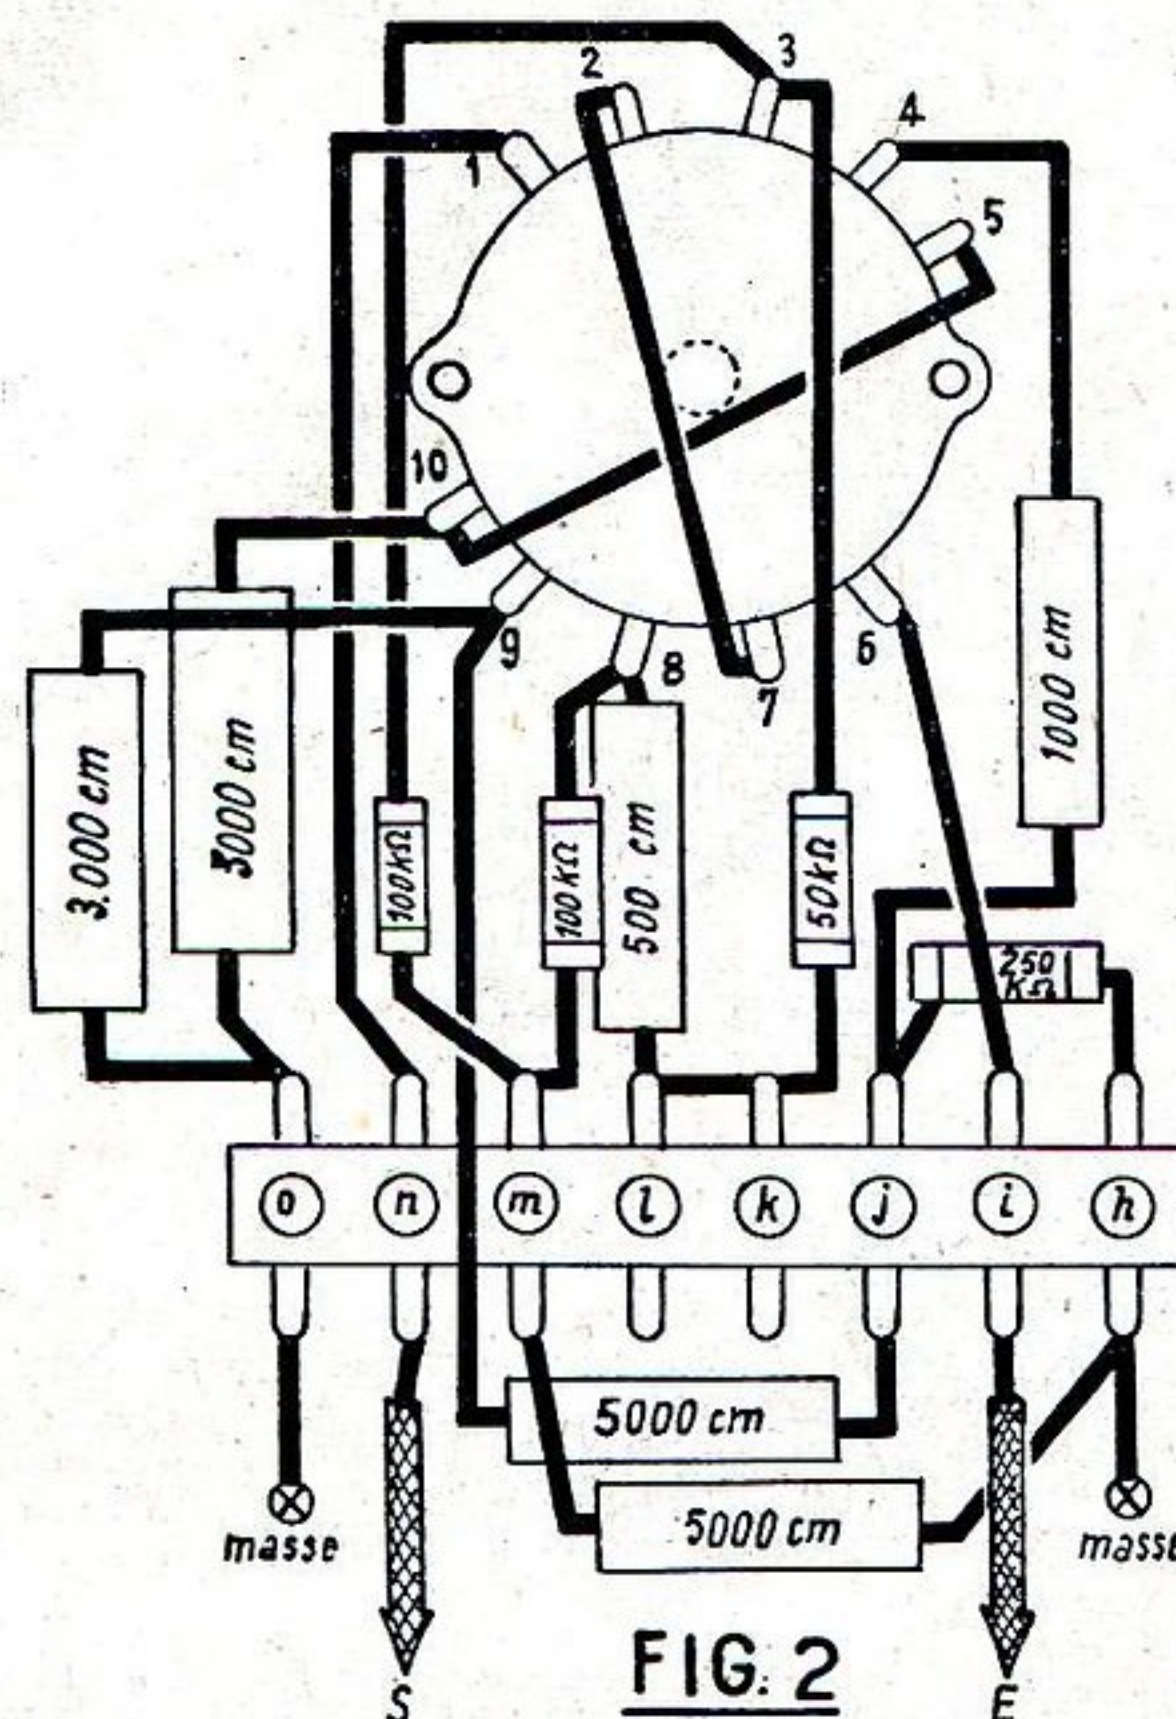 2
3
4
1
5
10
9
8
7
6
3.000 cm
3000 cm
100KΩ
100KΩ
500 cm
50KΩ
1000 cm
250
KΩ
o n m l k j i h
5000 cm
5000 cm
masse
masse
S
FIG. 2
E